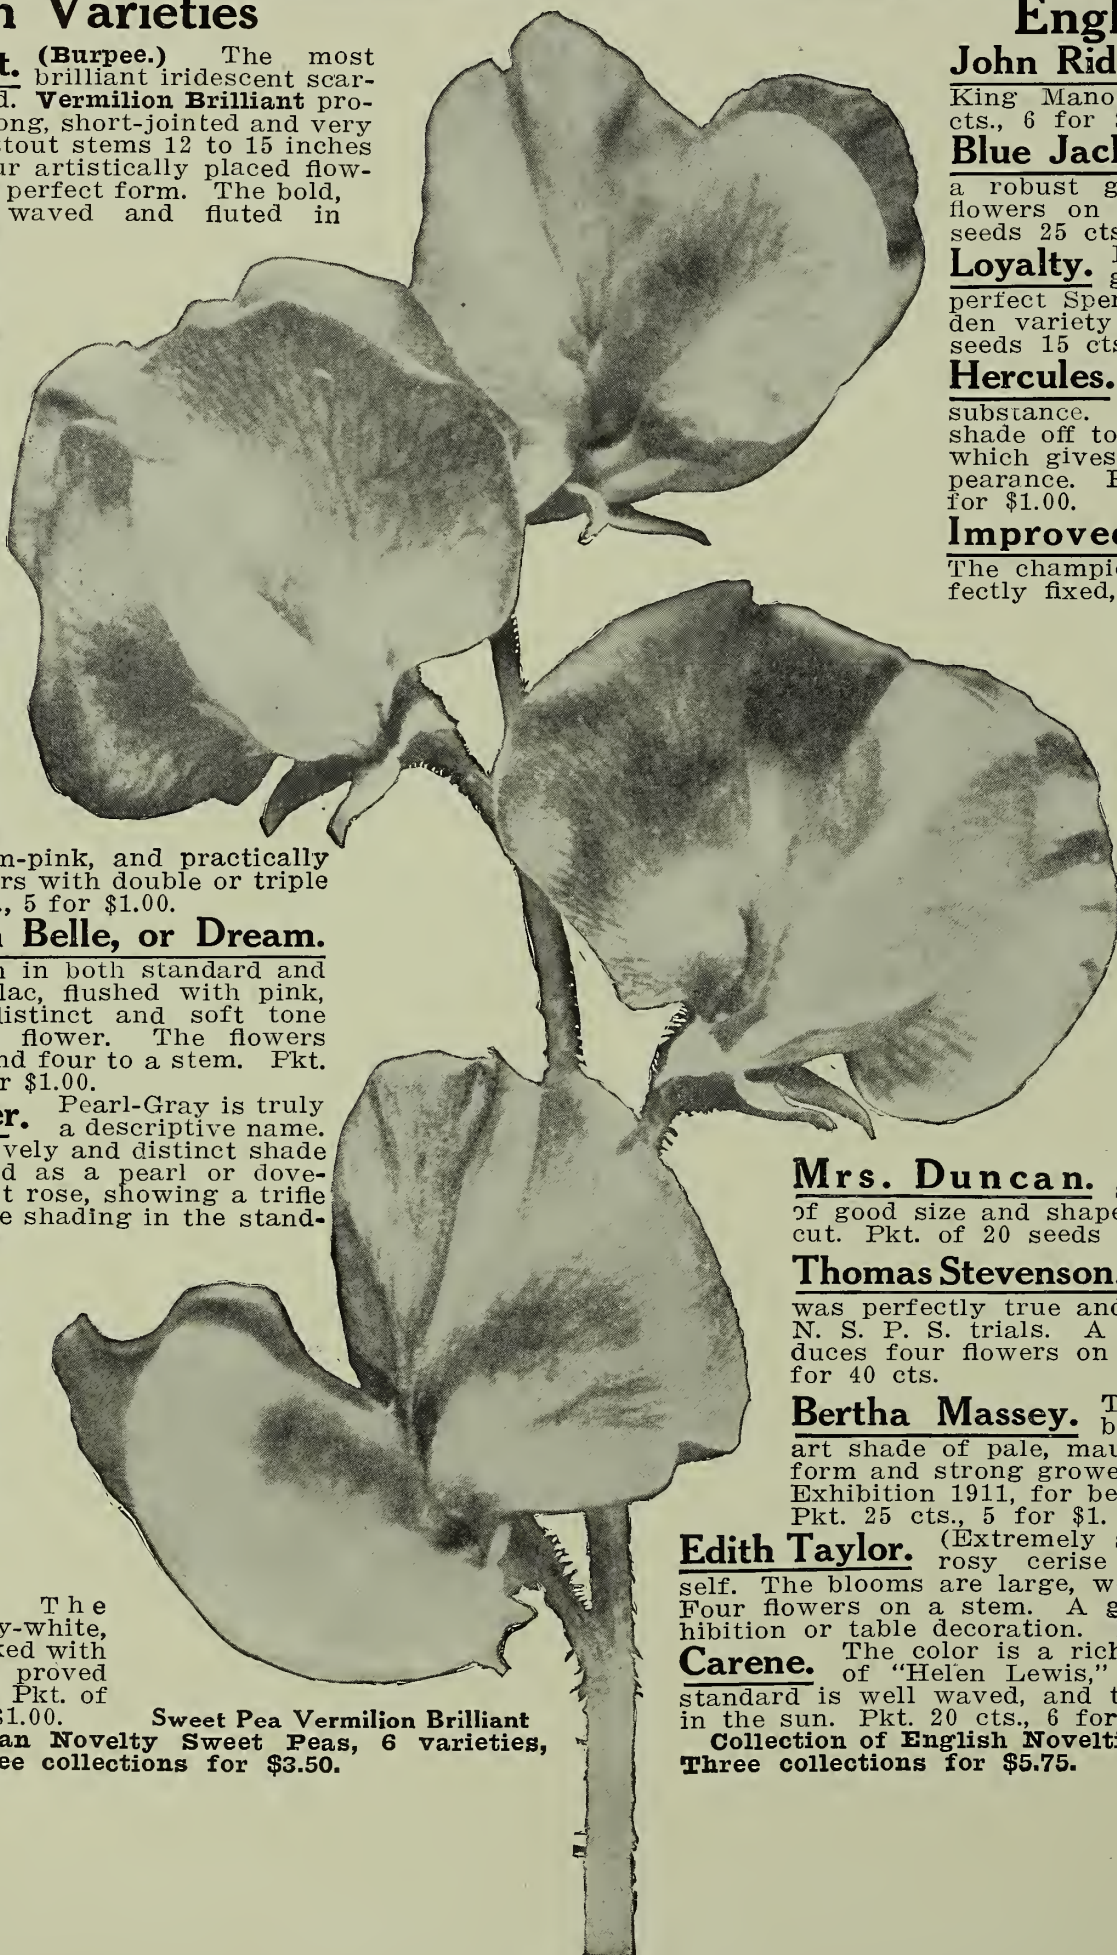 n Varieties
t. (Burpee.) The most
brilliant iridescent scar-
d. Vermilion Brilliant pro-
ong, short-jointed and very
stout stems 12 to 15 inches
ur artistically placed flow-
perfect form. The bold,
waved and fluted in
m-pink, and practically
rs with double or triple
., 5 for $1.00.
Belle, or Dream.
n in both standard and
lac, flushed with pink,
distinct and soft tone
flower. The flowers
nd four to a stem. Pkt.
r $1.00.
er. Pearl-Gray is truly
a descriptive name.
vely and distinct shade
d as a pearl or dove-
t rose, showing a trifle
e shading in the stand-
The
y-white,
ked with
proved
Pkt. of
$1.00.
Sweet Pea Vermilion Brilliant
an Novelty Sweet Peas, 6 varieties,
ee collections for $3.50.
Engl
John Rid
King Mano
cts., 6 for
Blue Jack
a robust g
flowers on
seeds 25 cts
Loyalty.
perfect Spen
den variety
seeds 15 cts
Hercules.
substance.
shade off to
which gives
pearance.
for $1.00.
Improved
The champi
fectly fixed,
Mrs. Duncan.
of good size and shape
cut. Pkt. of 20 seeds
Thomas Stevenson.
was perfectly true and
N. S. P. S. trials. A
duces four flowers on
for 40 cts.
Bertha Massey.
art shade of pale, mau
form and strong growe
Exhibition 1911, for be
Pkt. 25 cts., 5 for $1.
Edith Taylor. (Extremely
rosy cerise
self. The blooms are large, w
Four flowers on a stem. A g
hibition or table decoration.
Carene. The color is a rich
of "Helen Lewis,"
standard is well waved, and t
in the sun. Pkt. 20 cts., 6 for
Collection of English Novelti
Three collections for $5.75.